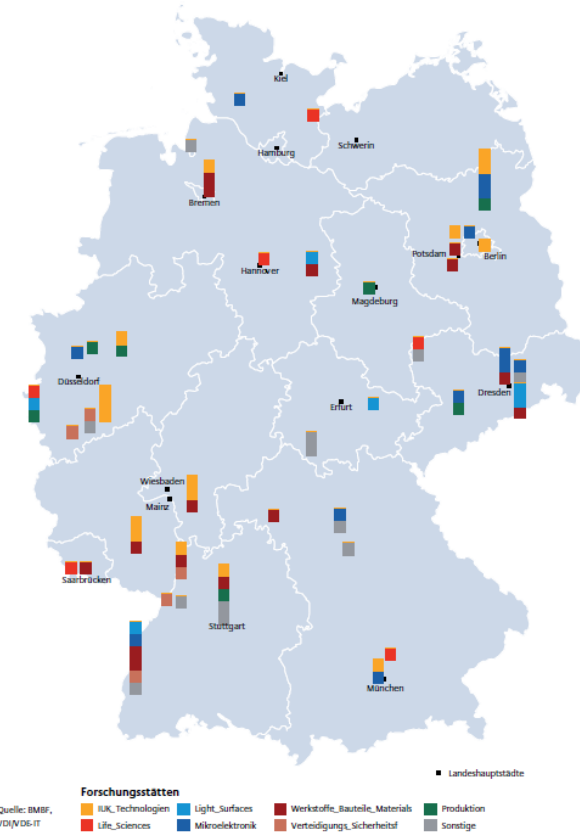 Kiel
Schwerin
Hamburg
Bremen
Potsdam
Berlin
Hannover
Magdeburg
Düsseldorf
Dresden
Erfurt
Wiesbaden
Mainz
Saarbrücken
Stuttgart
München
Landeshauptstädte
Forschungsstätten
Quelle: BMBF,
VDI/VDE-IT
IUK_Technologien
Light_Surfaces
Werkstoffe_Bauteile_Materials
Produktion
Life_Sciences
Mikroelektronik
Verteidigungs_Sicherheitsf
Sonstige